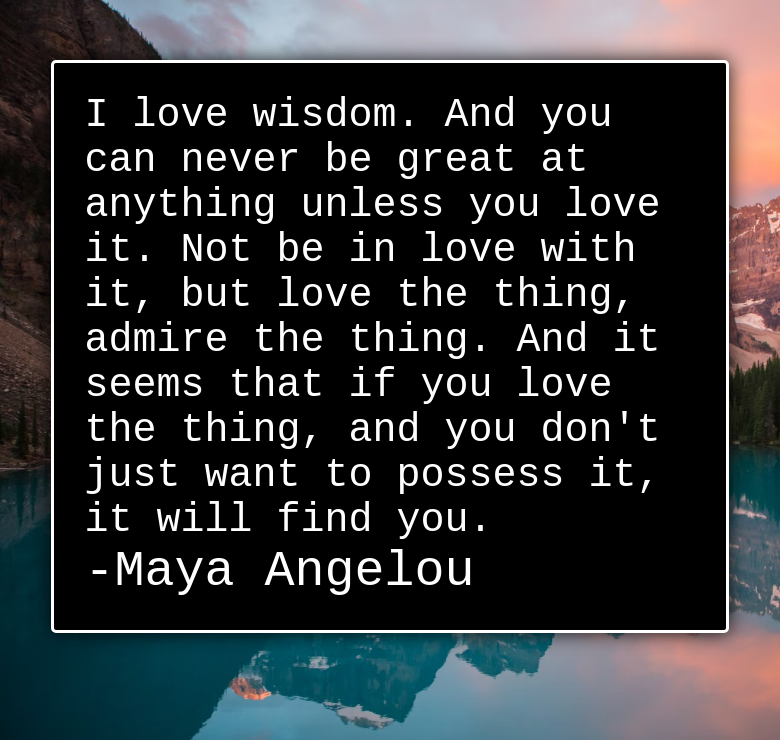 I love wisdom. And you
can never be great at
anything unless you love
it. Not be in love with
it, but love the thing,
admire the thing. And it
seems that if you love
the thing, and you don't
just want to possess it,
it will find you.
-Maya Angelou